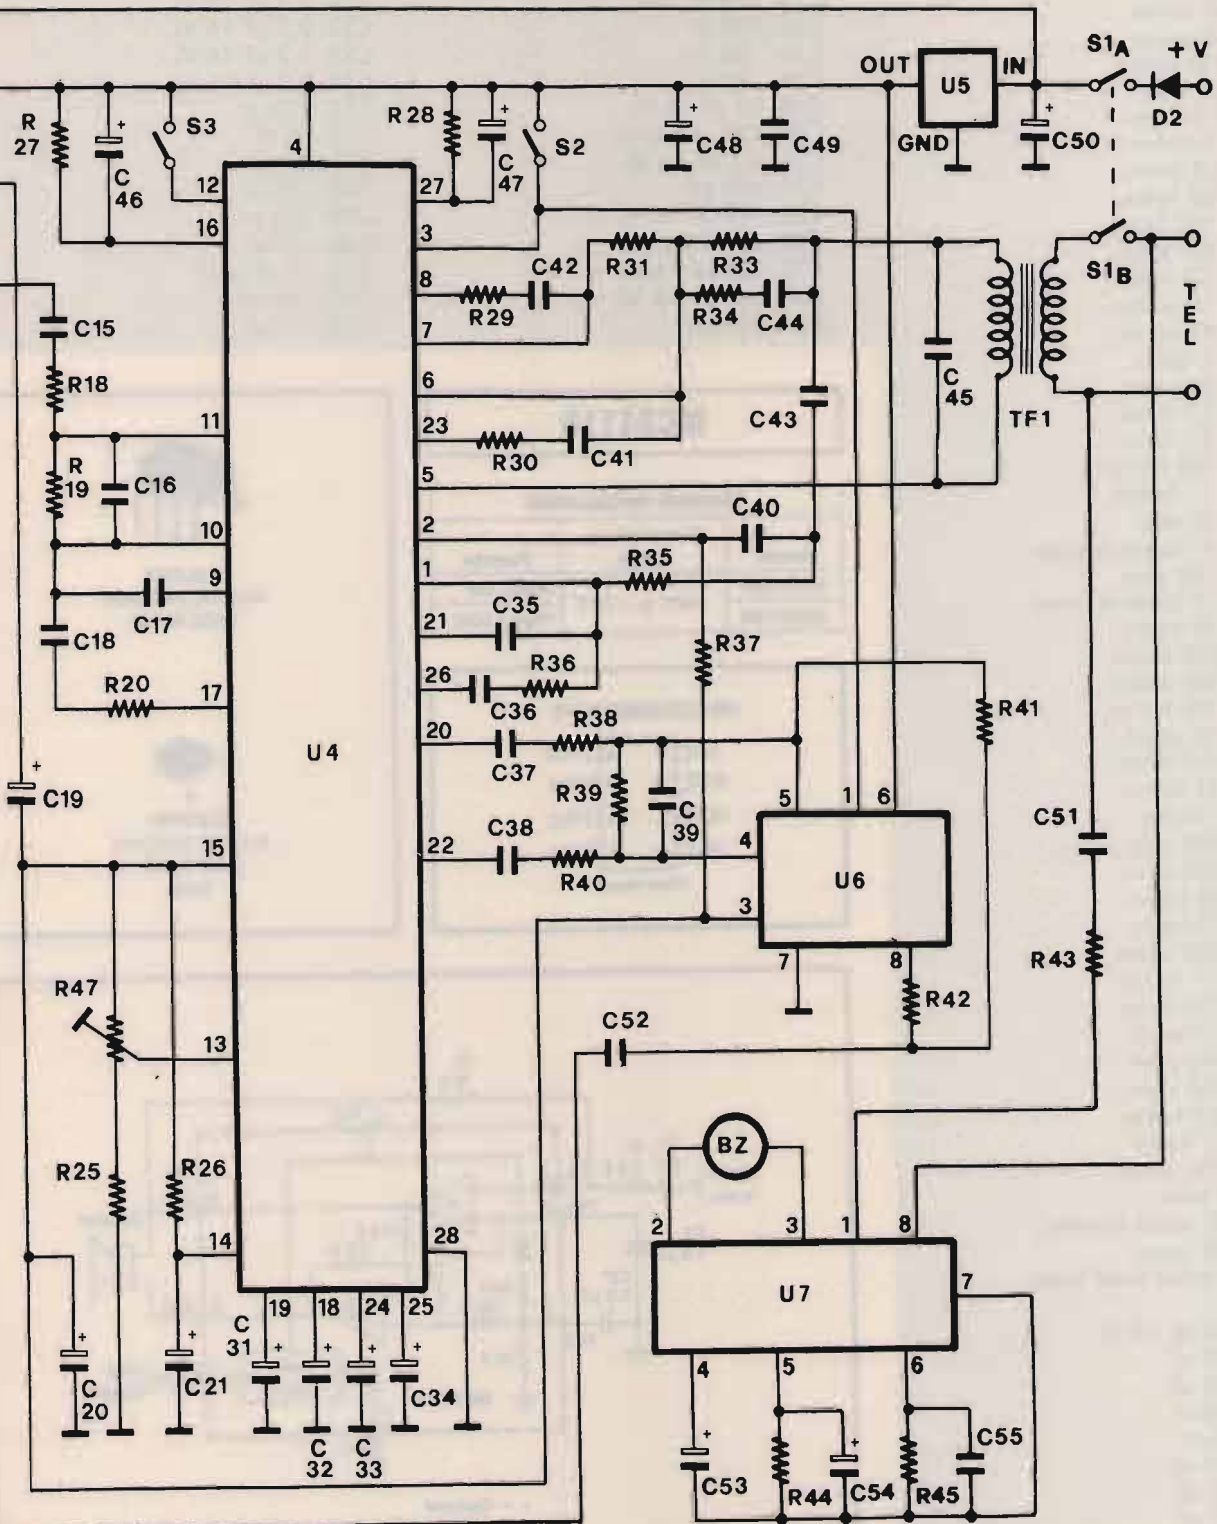 S1A
+ V
OUT
U5
IN
D2
GND
C50
R 27
+
C 46
S3
4
R28
+
C 47
S2
+
C48
C49
+
12
16
27
3
8
7
6
23
5
2
1
21
26
20
22
R29
C42
R31
R33
R34
C44
C43
C 45
TF1
S1B
TEL
C15
R18
11
R 19
C16
10
9
C17
C18
R20
17
R30
C41
C40
R35
C35
R36
C36
R37
R38
C37
R39
C 39
C38
R40
R41
U4
+
C19
15
5
1
6
4
U6
3
7
8
R42
C51
R43
R47
13
C52
BZ
R25
R26
14
28
2
3
1
8
U7
7
4
5
6
19
18
24
25
C 31
+
+
+
+
C34
C 32
C 33
+
C 20
+
C21
+
C53
R44
+
C54
R45
C55